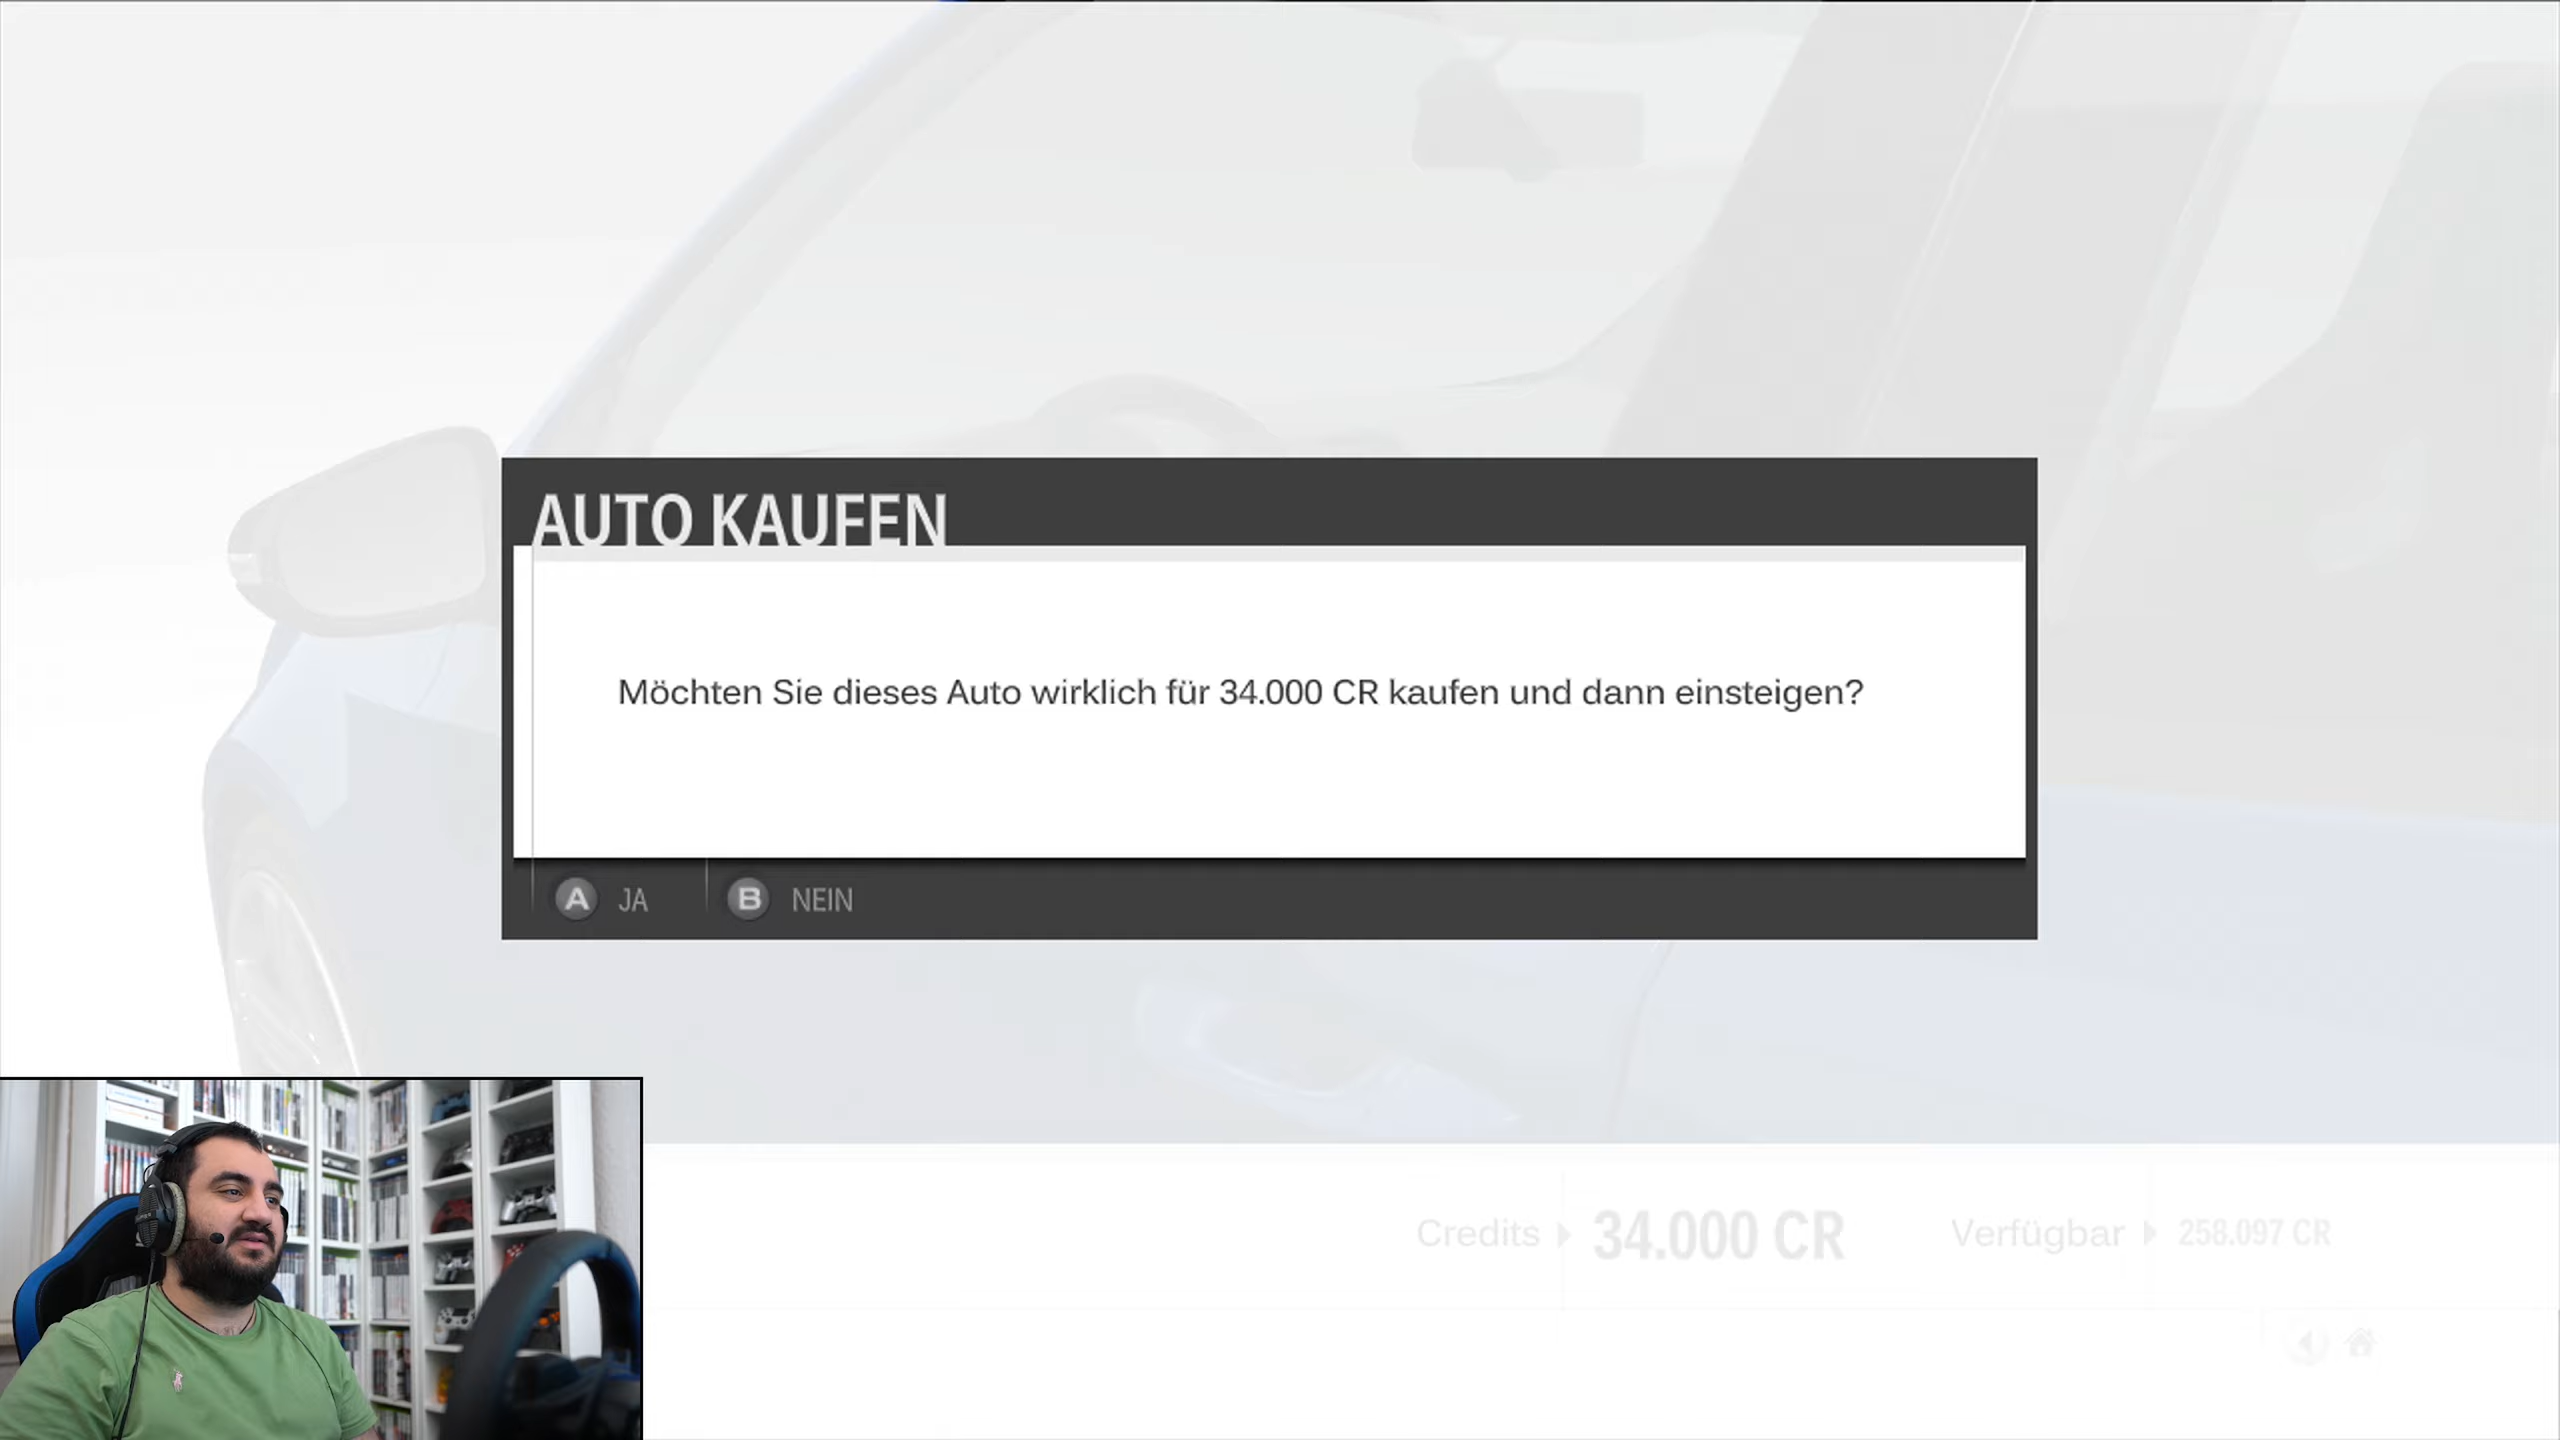 AUTO KAUFEN
Möchten Sie dieses Auto wirklich für 34.000 CR kaufen und dann einsteigen?
A JA B NEIN
Credits 34.000 CR Verfügbar 258.097 CR